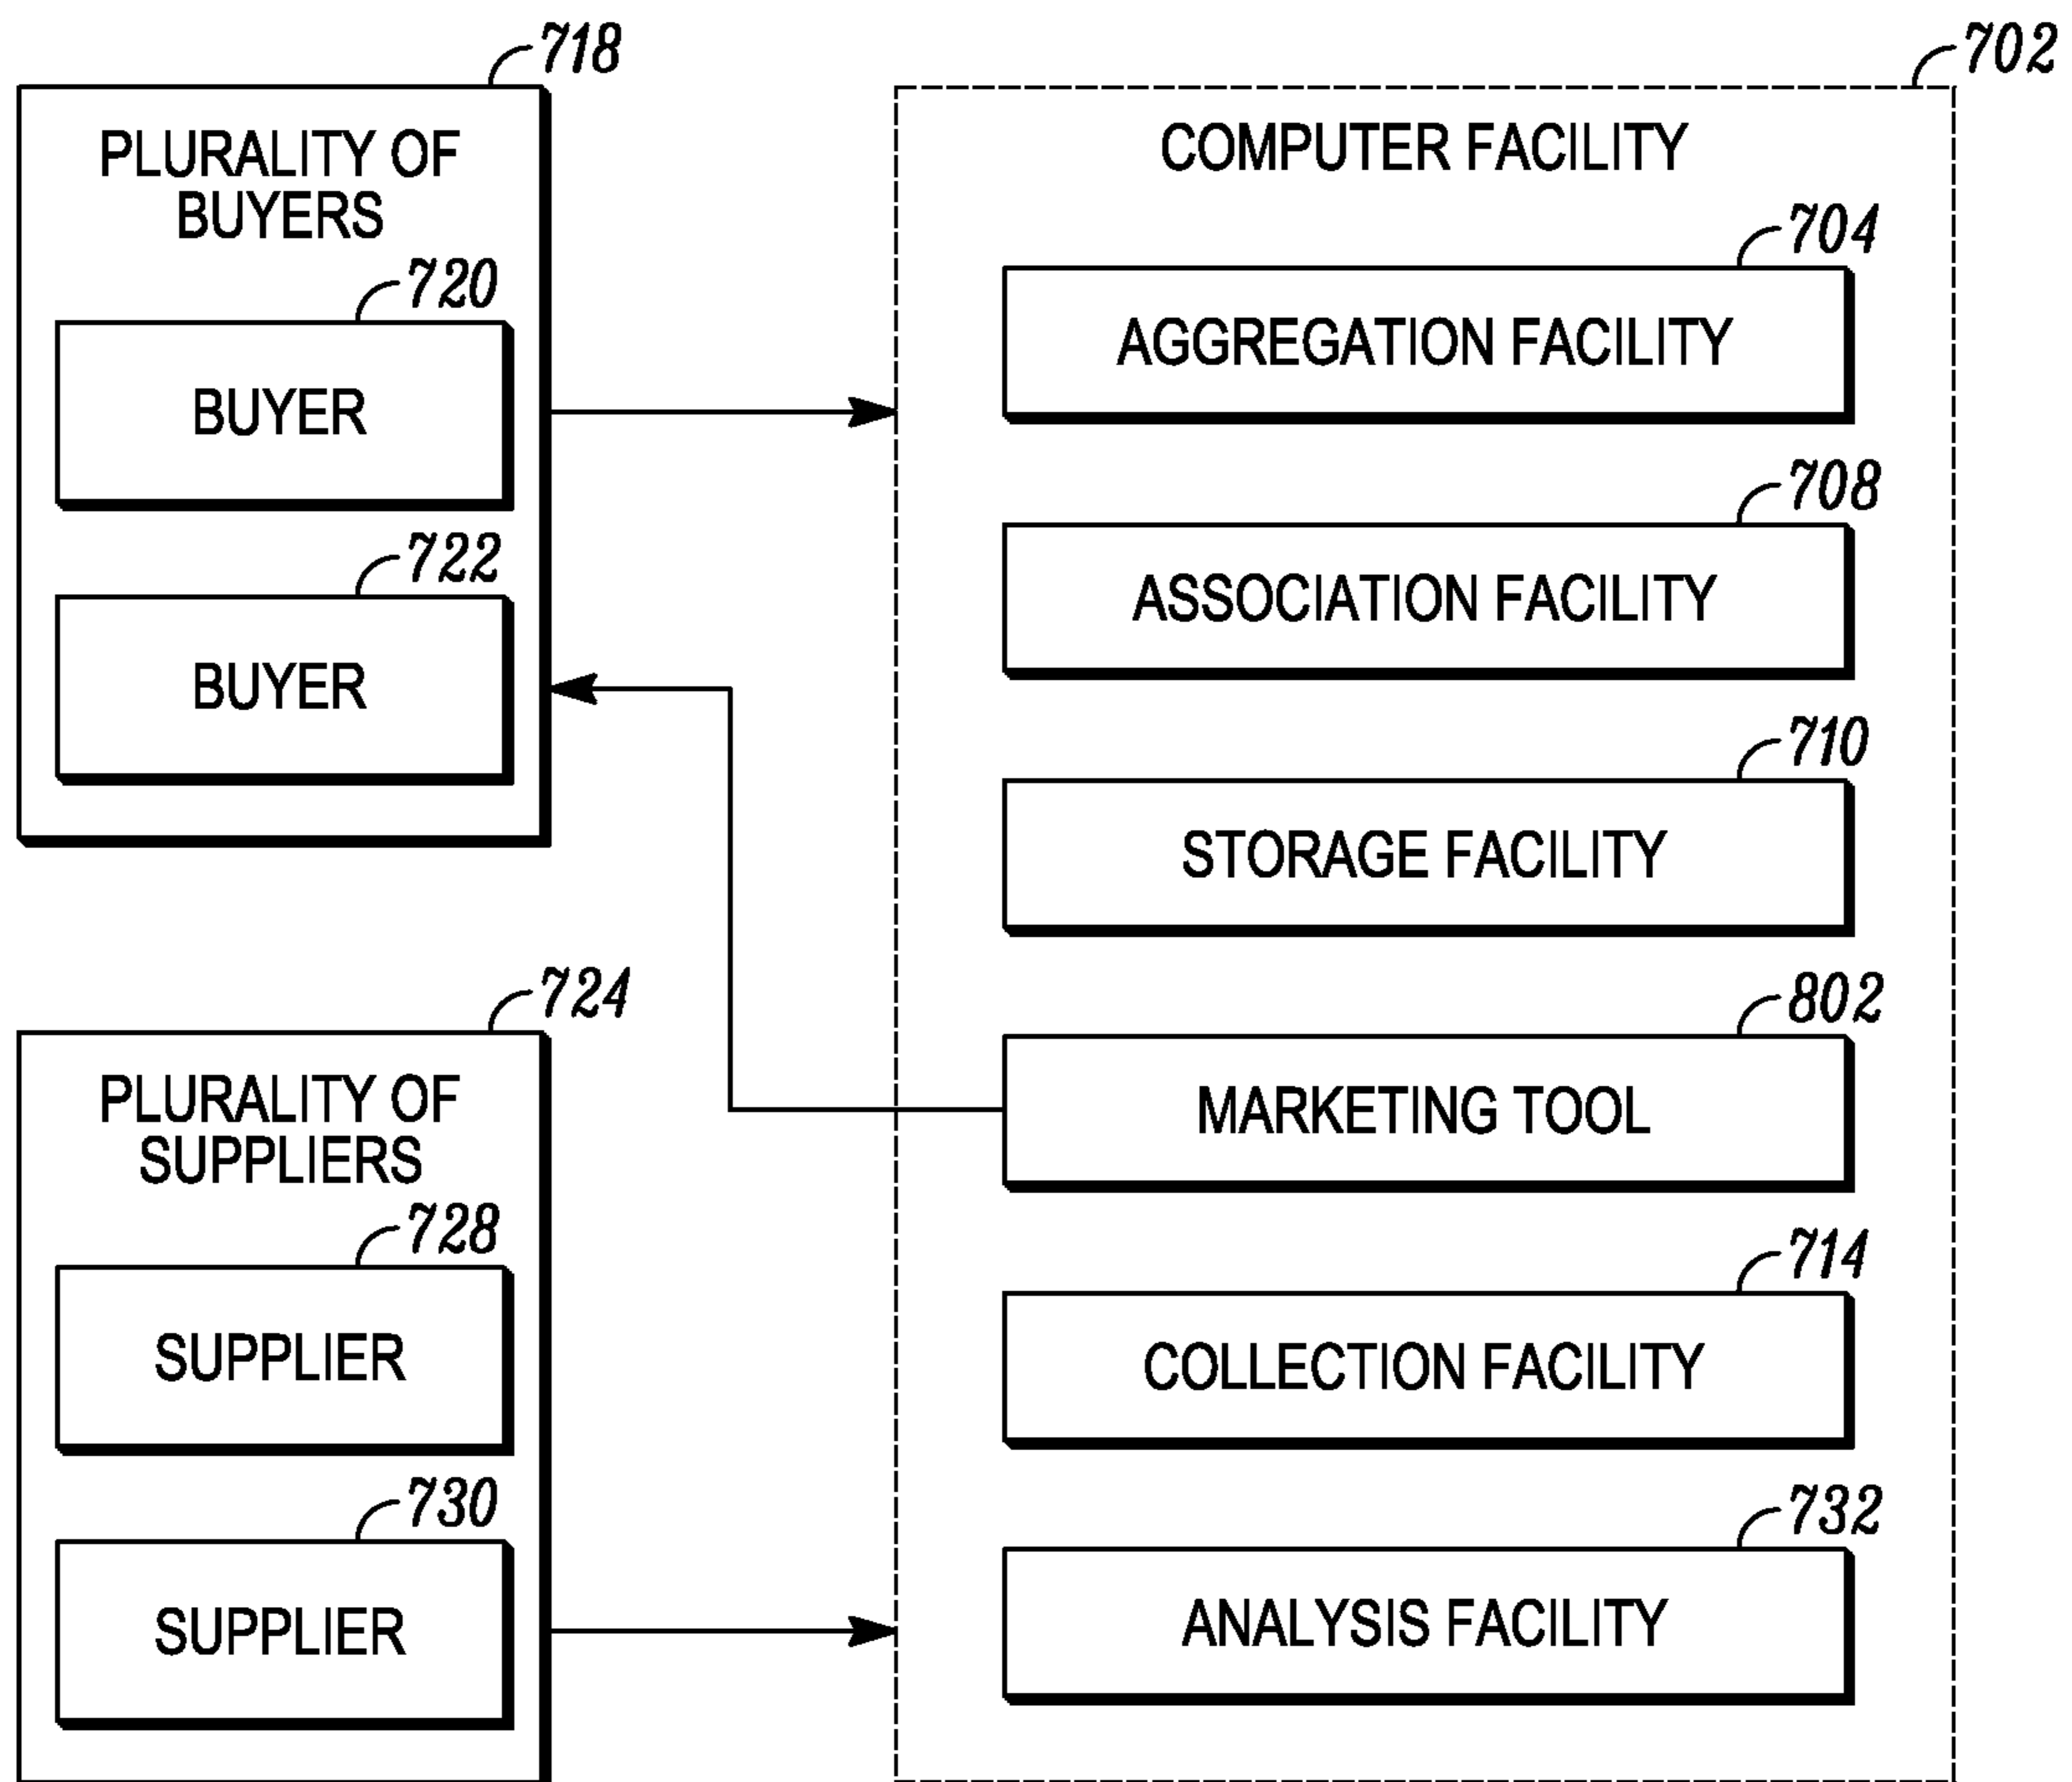 718
PLURALITY OF
BUYERS
720
BUYER
722
BUYER
724
PLURALITY OF
SUPPLIERS
728
SUPPLIER
730
SUPPLIER
702
COMPUTER FACILITY
704
AGGREGATION FACILITY
708
ASSOCIATION FACILITY
710
STORAGE FACILITY
802
MARKETING TOOL
714
COLLECTION FACILITY
732
ANALYSIS FACILITY